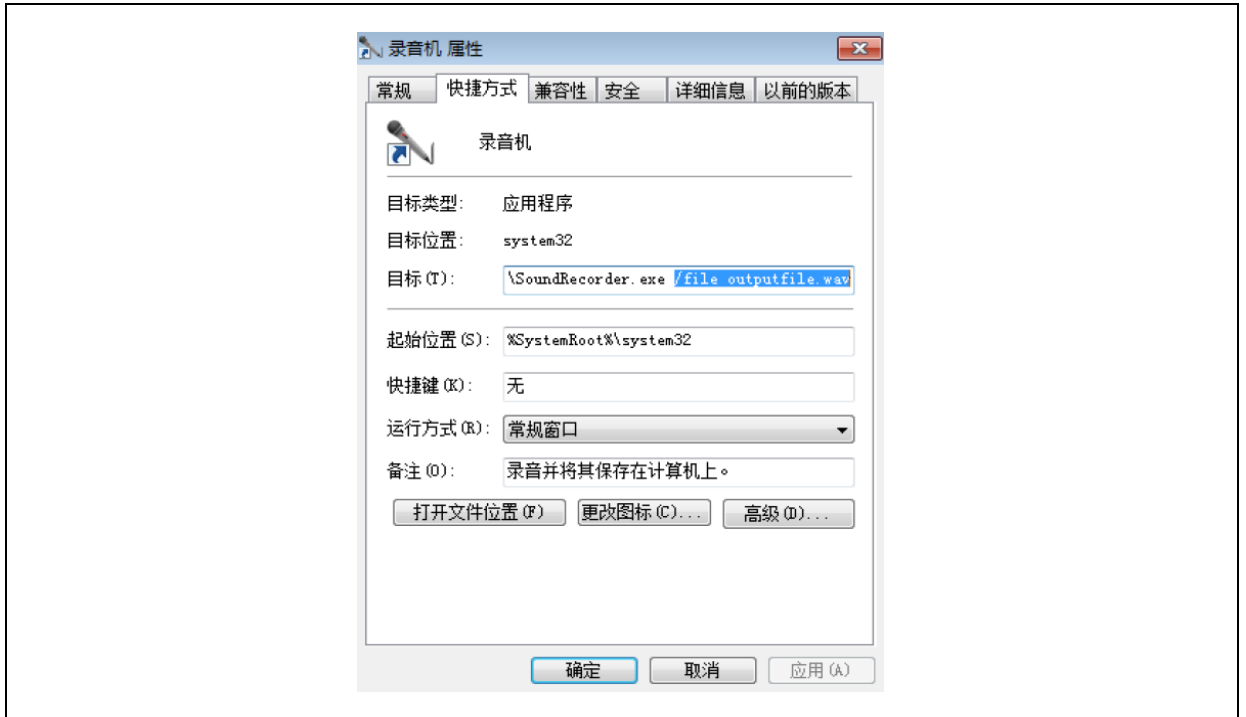 录音机 属性
常规 快捷方式 兼容性 安全 详细信息 以前的版本
录音机
目标类型: 应用程序
目标位置: system32
目标(T): \SoundRecorder.exe /file outputfile.wav
起始位置(S): %SystemRoot%\system32
快捷键(K): 无
运行方式(R): 常规窗口
备注(O): 录音并将其保存在计算机上。
打开文件位置(F) 更改图标(C)... 高级(D)...
确定 取消 应用(A)